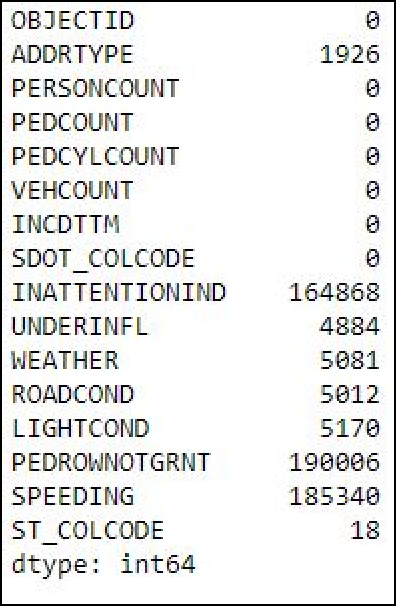 OBJECTID 0
ADDRTYPE 1926
PERSONCOUNT 0
PEDCOUNT 0
PEDCYLCOUNT 0
VEHCOUNT 0
INCDTTM 0
SDOT_COLCODE 0
INATTENTIONIND 164868
UNDERINFL 4884
WEATHER 5081
ROADCOND 5012
LIGHTCOND 5170
PEDROWNOTGRNT 190006
SPEEDING 185340
ST_COLCODE 18
dtype: int64